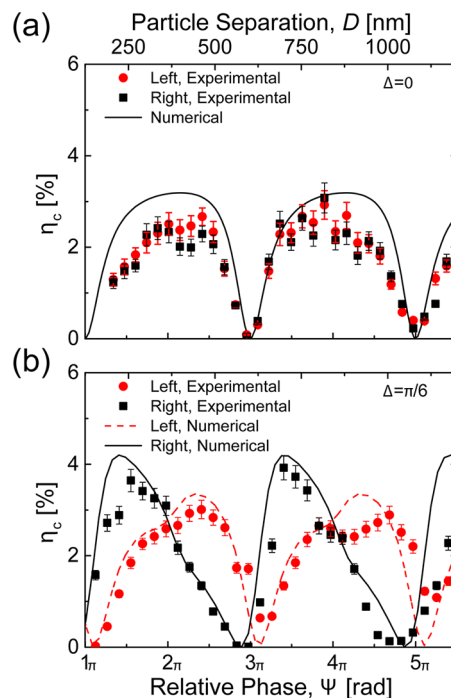 (a)
Particle Separation, D [nm]
250 500 750 1000
6
4
2
0
η_c [%]
Left, Experimental
Right, Experimental
Numerical
Δ=0
(b)
6
4
2
0
η_c [%]
Left, Experimental
Right, Experimental
Left, Numerical
Right, Numerical
Δ=π/6
1π 2π 3π 4π 5π
Relative Phase, Ψ [rad]